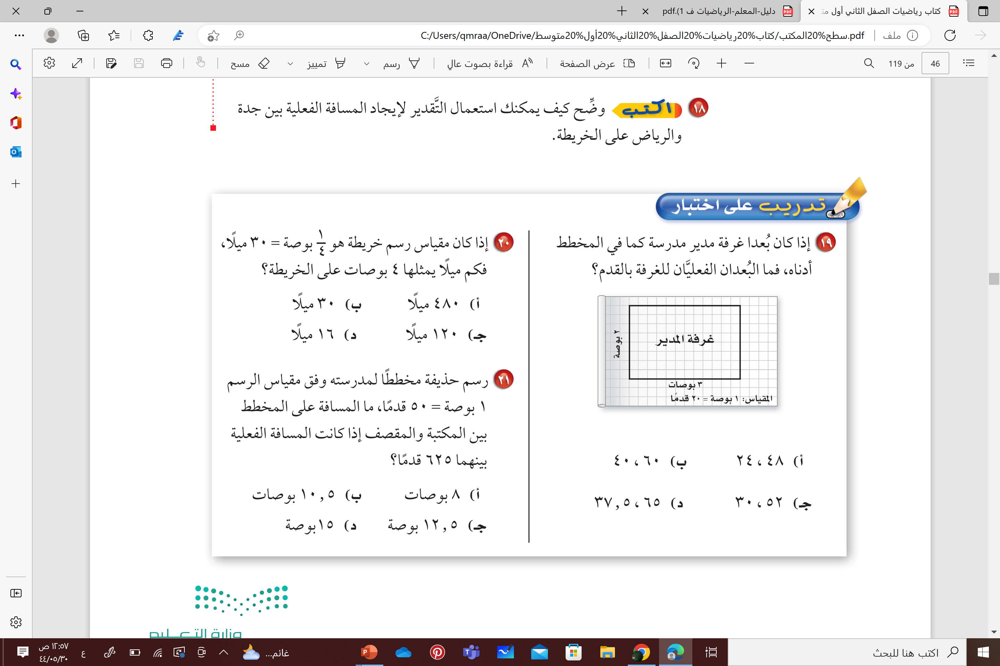 كتاب رياضيات الصفل الثاني أول
دليل-المعلم-الرياضيات ف 1).pdf
ملف
C:/Users/qmraa/OneDrive/سطح%20المكتب/كتاب%20رياضيات%20الصفل%20الثاني%20أول%20متوسط.pdf
46
من 119
عرض الصفحة
قراءة بصوت عالٍ
رسم
تمييز
مسح
١٨ اكتب وضِّح كيف يمكنك استعمال التَّقدير لإيجاد المسافة الفعلية بين جدة
والرياض على الخريطة.
تدريب على اختبار
١٩ إذا كان بُعدا غرفة مدير مدرسة كما في المخطط
أدناه، فما البُعدان الفعليَّان للغرفة بالقدم؟
غرفة المدير
٢ بوصة
٣ بوصات
المقياس: ١ بوصة = ٢٠ قدمًا
أ) ٤٨ ، ٢٤ ب) ٦٠ ، ٤٠
جـ) ٥٢ ، ٣٠ د) ٦٥ ، ٣٧,٥
٢٠ إذا كان مقياس رسم خريطة هو ١/٤ بوصة = ٣٠ ميلًا،
فكم ميلًا يمثلها ٤ بوصات على الخريطة؟
أ) ٤٨٠ ميلًا ب) ٣٠ ميلًا
جـ) ١٢٠ ميلًا د) ١٦ ميلًا
٢١ رسم حذيفة مخططًا لمدرسته وفق مقياس الرسم
١ بوصة = ٥٠ قدمًا، ما المسافة على المخطط
بين المكتبة والمقصف إذا كانت المسافة الفعلية
بينهما ٦٢٥ قدمًا؟
أ) ٨ بوصات ب) ١٠,٥ بوصات
جـ) ١٢,٥ بوصة د) ١٥بوصة
وزارة التعليم
اكتب هنا للبحث
غائم...
ع
١٢:٥٧ ص
٤٤/٠٥/٣٠